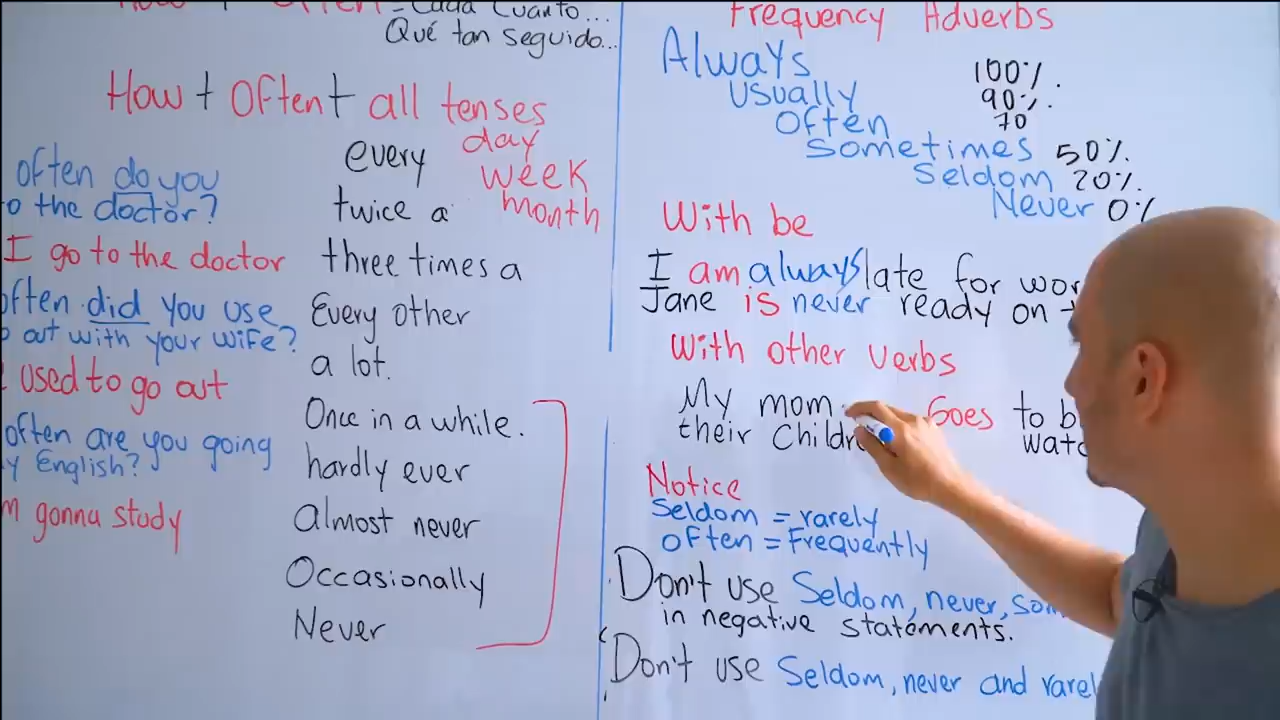 = Cada Cuanto...
Qué tan seguido...
How + Often + all tenses
often do you
the doctor?
I go to the doctor
often did you use
out with your wife?
used to go out
often are you going
English?
gonna study
every day
week
twice a month
three times a
Every other
a lot.
Once in a while.
hardly ever
almost never
Occasionally
Never
Frequency Adverbs
Always 100%.
Usually 90%.
Often 70
Sometimes 50%.
Seldom 20%.
Never 0%
With be
I am always late for
Jane is never ready on
With other verbs
My mom Goes to
their
Notice
Seldom = rarely
Often = Frequently
Don't use Seldom, never,
in negative statements.
Don't use Seldom, never and